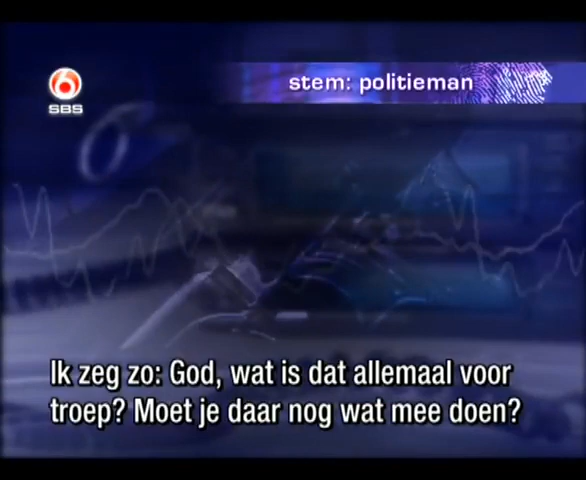 stem: politieman
6
SBS
Ik zeg zo: God, wat is dat allemaal voor
troep? Moet je daar nog wat mee doen?